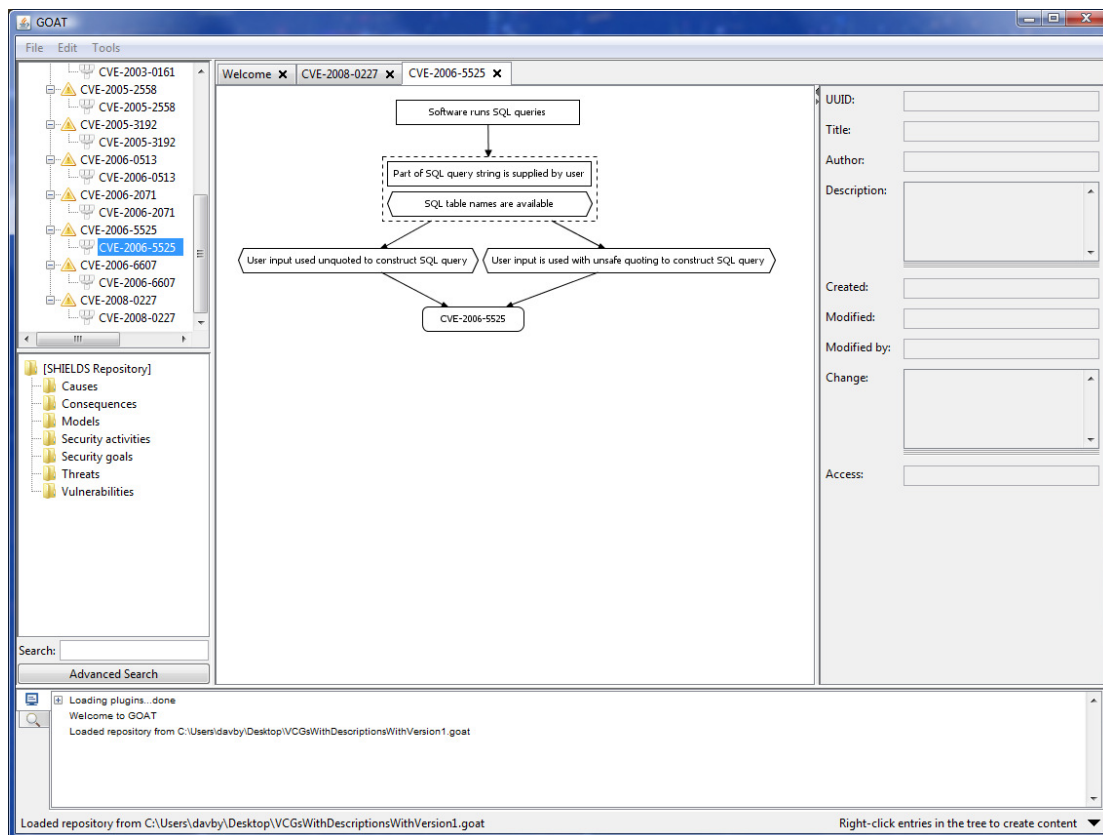 GOAT
File Edit Tools
CVE-2003-0161
CVE-2005-2558
CVE-2005-2558
CVE-2005-3192
CVE-2005-3192
CVE-2006-0513
CVE-2006-0513
CVE-2006-2071
CVE-2006-2071
CVE-2006-5525
CVE-2006-5525
CVE-2006-6607
CVE-2006-6607
CVE-2008-0227
CVE-2008-0227
[SHIELDS Repository]
Causes
Consequences
Models
Security activities
Security goals
Threats
Vulnerabilities
Search:
Advanced Search
Welcome CVE-2008-0227 CVE-2006-5525
Software runs SQL queries
Part of SQL query string is supplied by user
SQL table names are available
User input used unquoted to construct SQL query User input is used with unsafe quoting to construct SQL query
CVE-2006-5525
UUID:
Title:
Author:
Description:
Created:
Modified:
Modified by:
Change:
Access:
Loading plugins...done
Welcome to GOAT
Loaded repository from C:\Users\davby\Desktop\VCGsWithDescriptionsWithVersion1.goat
Loaded repository from C:\Users\davby\Desktop\VCGsWithDescriptionsWithVersion1.goat Right-click entries in the tree to create content